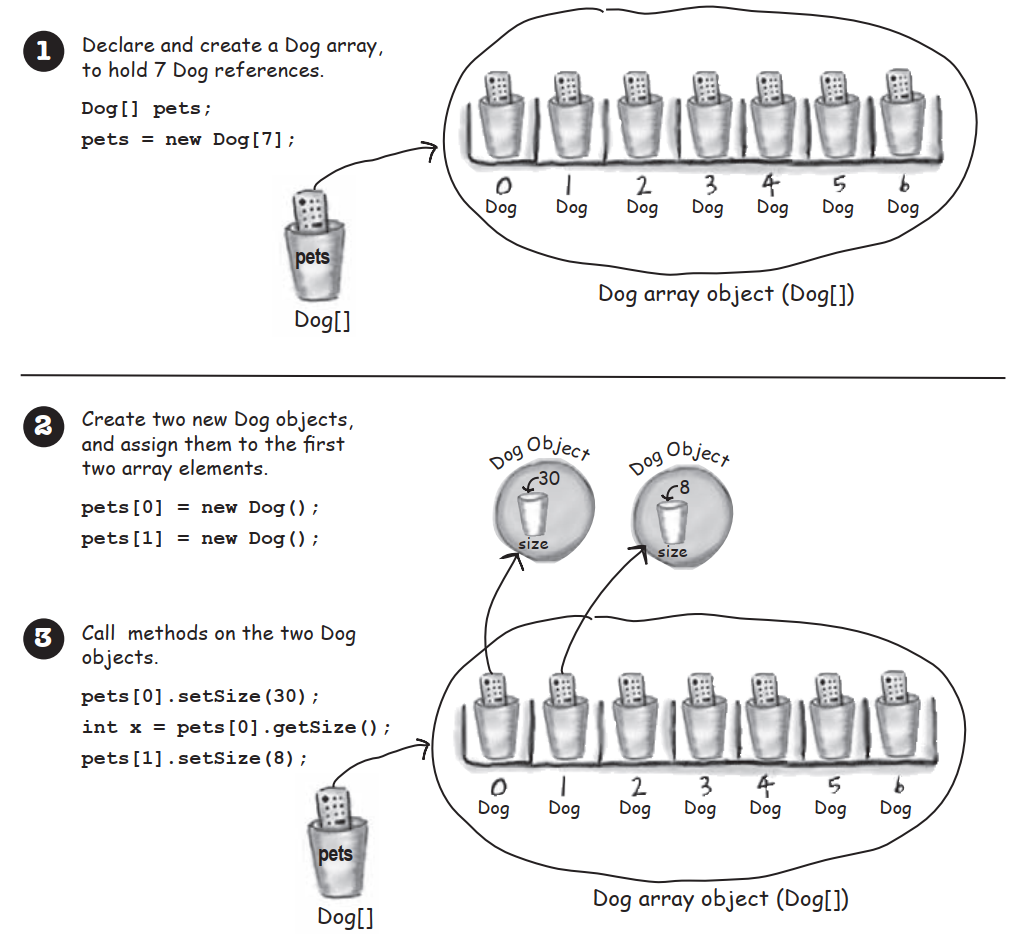 1
Declare and create a Dog array,
to hold 7 Dog references.
Dog[] pets;
pets = new Dog[7];
pets
Dog[]
0 1 2 3 4 5 6
Dog Dog Dog Dog Dog Dog Dog
Dog array object (Dog[])
2
Create two new Dog objects,
and assign them to the first
two array elements.
pets[0] = new Dog();
pets[1] = new Dog();
Dog Object
30
size
Dog Object
8
size
3
Call methods on the two Dog
objects.
pets[0].setSize(30);
int x = pets[0].getSize();
pets[1].setSize(8);
pets
Dog[]
0 1 2 3 4 5 6
Dog Dog Dog Dog Dog Dog Dog
Dog array object (Dog[])